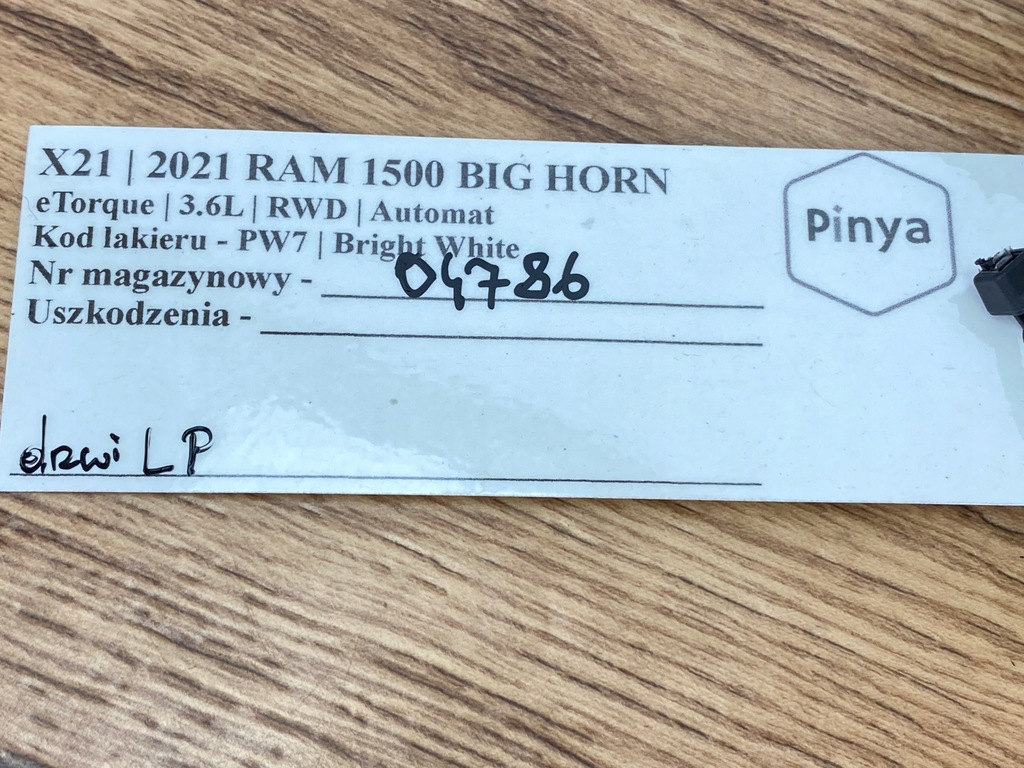 X21 | 2021 RAM 1500 BIG HORN
eTorque | 3.6L | RWD | Automat
Kod lakieru - PW7 | Bright White
Nr magazynowy - 04786
Uszkodzenia -
drwi LP
Pinya